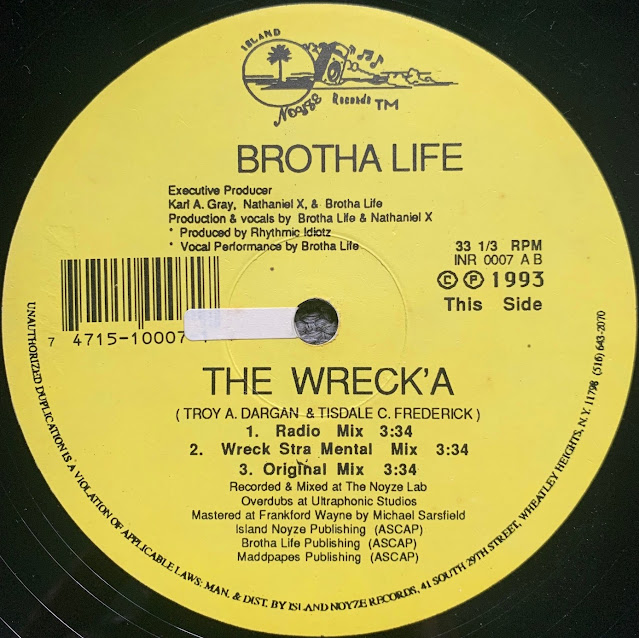 ISLAND
NOYZE Records TM
BROTHA LIFE
Executive Producer
Karl A. Gray, Nathaniel X, & Brotha Life
Production & vocals by Brotha Life & Nathaniel X
* Produced by Rhythmic Idiotz
* Vocal Performance by Brotha Life
33 1/3 RPM
INR 0007 A B
© ℗ 1993
This Side
7 4715-10007
THE WRECK'A
( TROY A. DARGAN & TISDALE C. FREDERICK )
1. Radio Mix 3:34
2. Wreck Stra Mental Mix 3:34
3. Original Mix 3:34
Recorded & Mixed at The Noyze Lab
Overdubs at Ultraphonic Studios
Mastered at Frankford Wayne by Michael Sarsfield
Island Noyze Publishing (ASCAP)
Brotha Life Publishing (ASCAP)
Maddpapes Publishing (ASCAP)
UNAUTHORIZED DUPLICATION IS A VIOLATION OF APPLICABLE LAWS: MAN. & DIST. BY ISLAND NOYZE RECORDS, 41 SOUTH 29TH STREET, WHEATLEY HEIGHTS, N.Y. 11798 (516) 643-2070